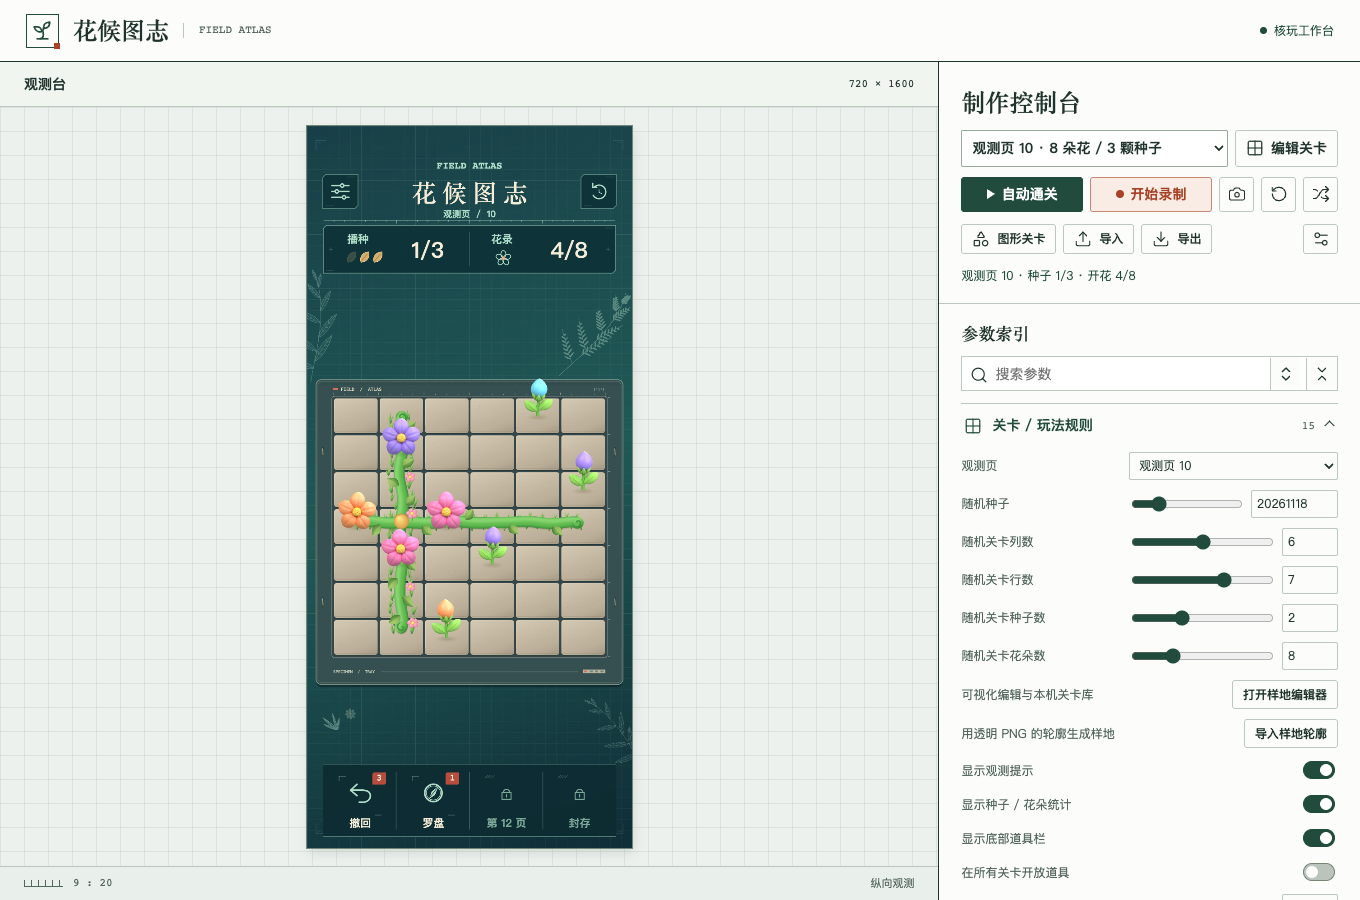 花候图志
FIELD ATLAS
核玩工作台
观测台
720 × 1600
FIELD ATLAS
花候图志
观测页 / 10
播种
1/3
花录
4/8
FIELD / ATLAS
SPECIMEN / TRAY
3
撤回
1
罗盘
第 12 页
封存
9 : 20
纵向观测
制作控制台
观测页 10 · 8 朵花 / 3 颗种子
编辑关卡
自动通关
开始录制
图形关卡
导入
导出
观测页 10 · 种子 1/3 · 开花 4/8
参数索引
搜索参数
关卡 / 玩法规则
15
观测页
观测页 10
随机种子
20261118
随机关卡列数
6
随机关卡行数
7
随机关卡种子数
2
随机关卡花朵数
8
可视化编辑与本机关卡库
打开样地编辑器
用透明 PNG 的轮廓生成样地
导入样地轮廓
显示观测提示
显示种子 / 花朵统计
显示底部道具栏
在所有关卡开放道具